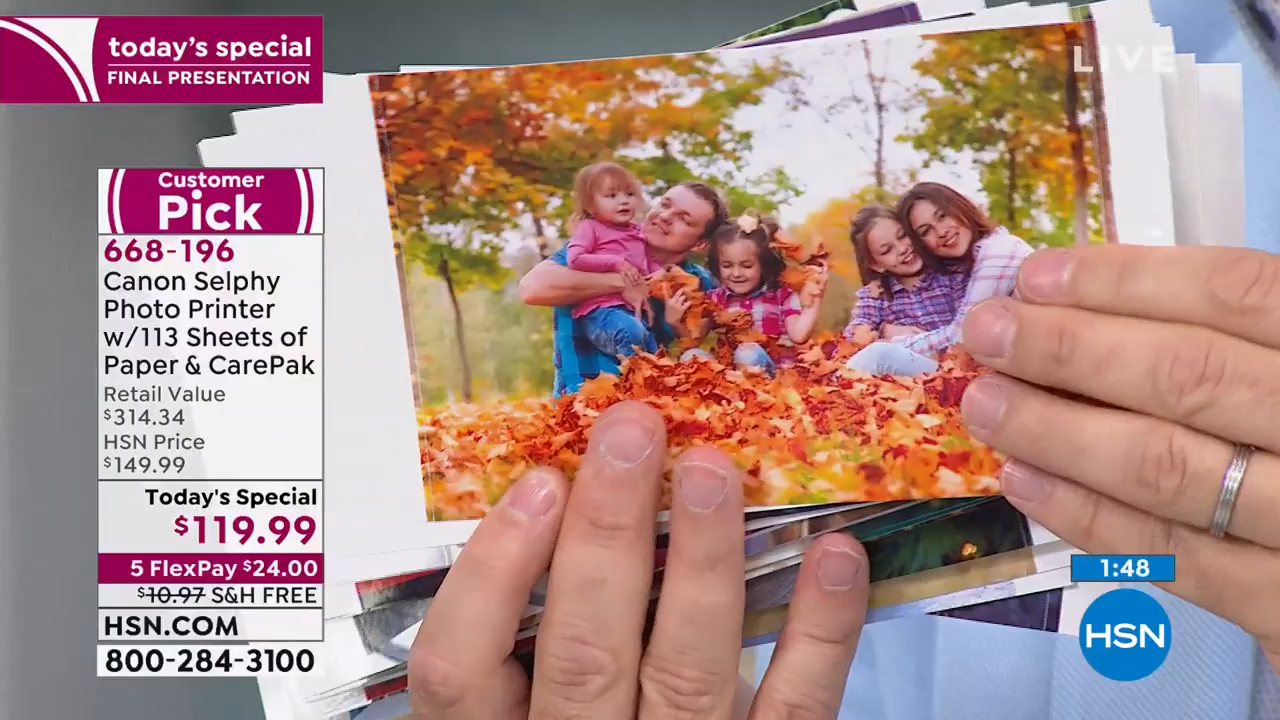 today's special
FINAL PRESENTATION
LIVE
Customer
Pick
668-196
Canon Selphy
Photo Printer
w/113 Sheets of
Paper & CarePak
Retail Value
$314.34
HSN Price
$149.99
Today's Special
$119.99
5 FlexPay $24.00
$10.97 S&H FREE
HSN.COM
800-284-3100
1:48
HSN